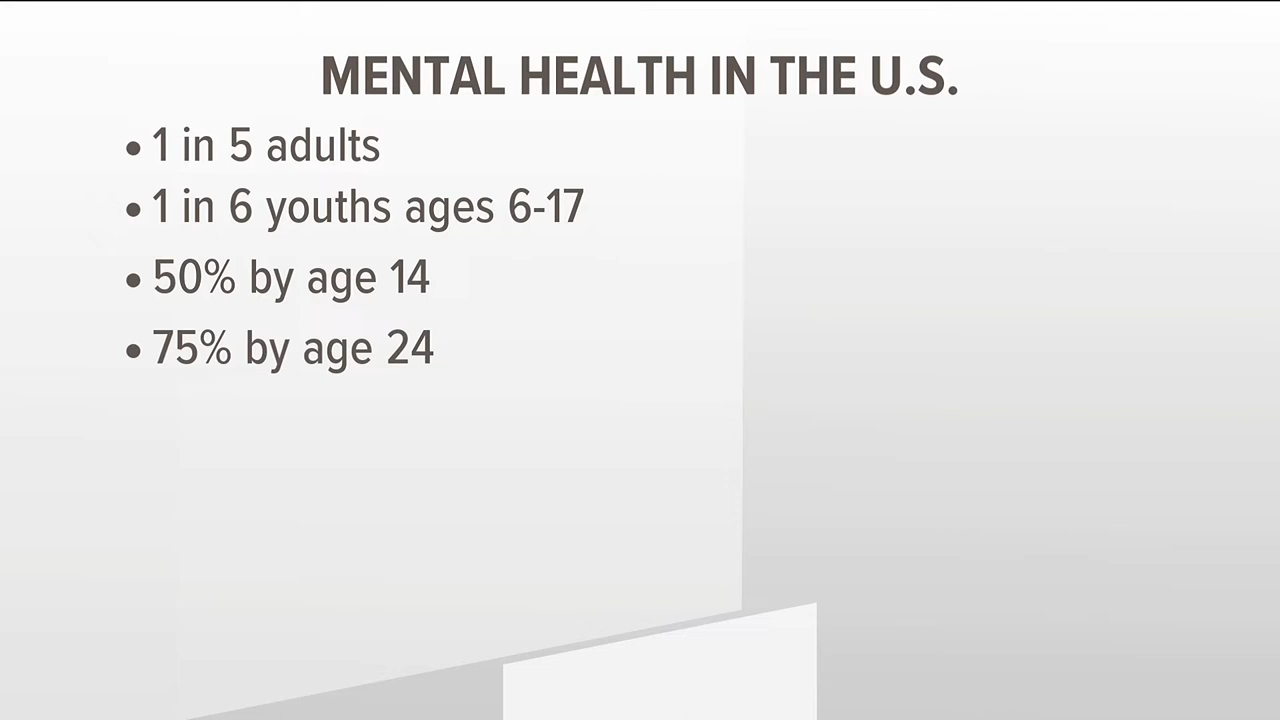 MENTAL HEALTH IN THE U.S.
• 1 in 5 adults
• 1 in 6 youths ages 6-17
• 50% by age 14
• 75% by age 24